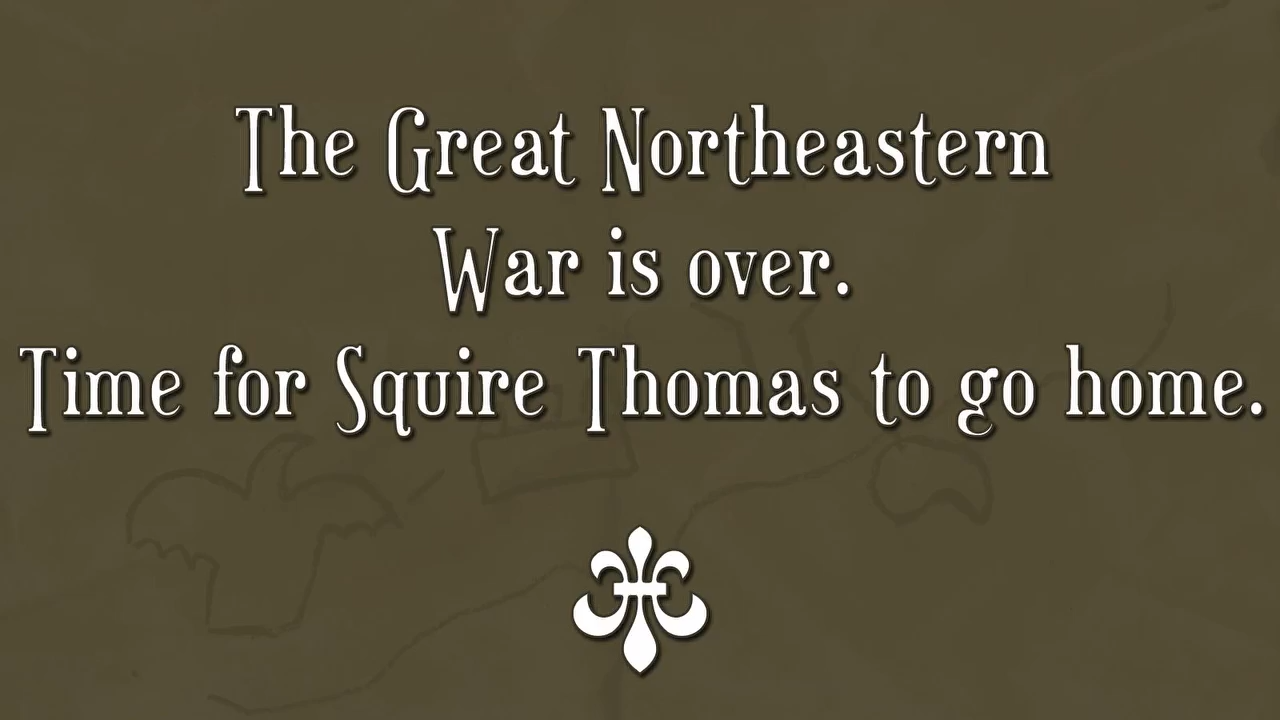 The Great Northeastern
War is over.
Time for Squire Thomas to go home.